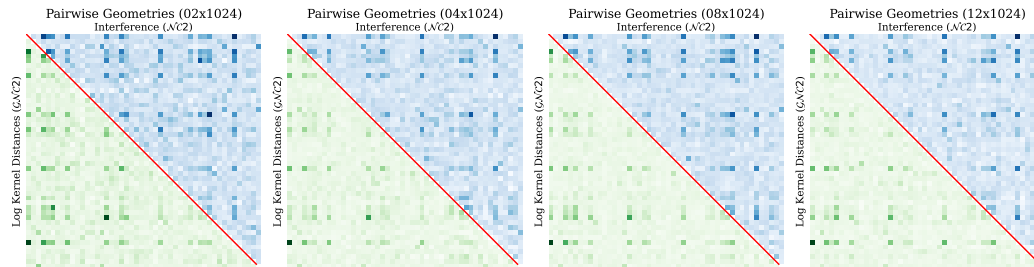 Pairwise Geometries (02x1024)
Interference (𝒩𝒞2)
Log Kernel Distances (𝒢𝒩𝒞2)
Pairwise Geometries (04x1024)
Interference (𝒩𝒞2)
Log Kernel Distances (𝒢𝒩𝒞2)
Pairwise Geometries (08x1024)
Interference (𝒩𝒞2)
Log Kernel Distances (𝒢𝒩𝒞2)
Pairwise Geometries (12x1024)
Interference (𝒩𝒞2)
Log Kernel Distances (𝒢𝒩𝒞2)